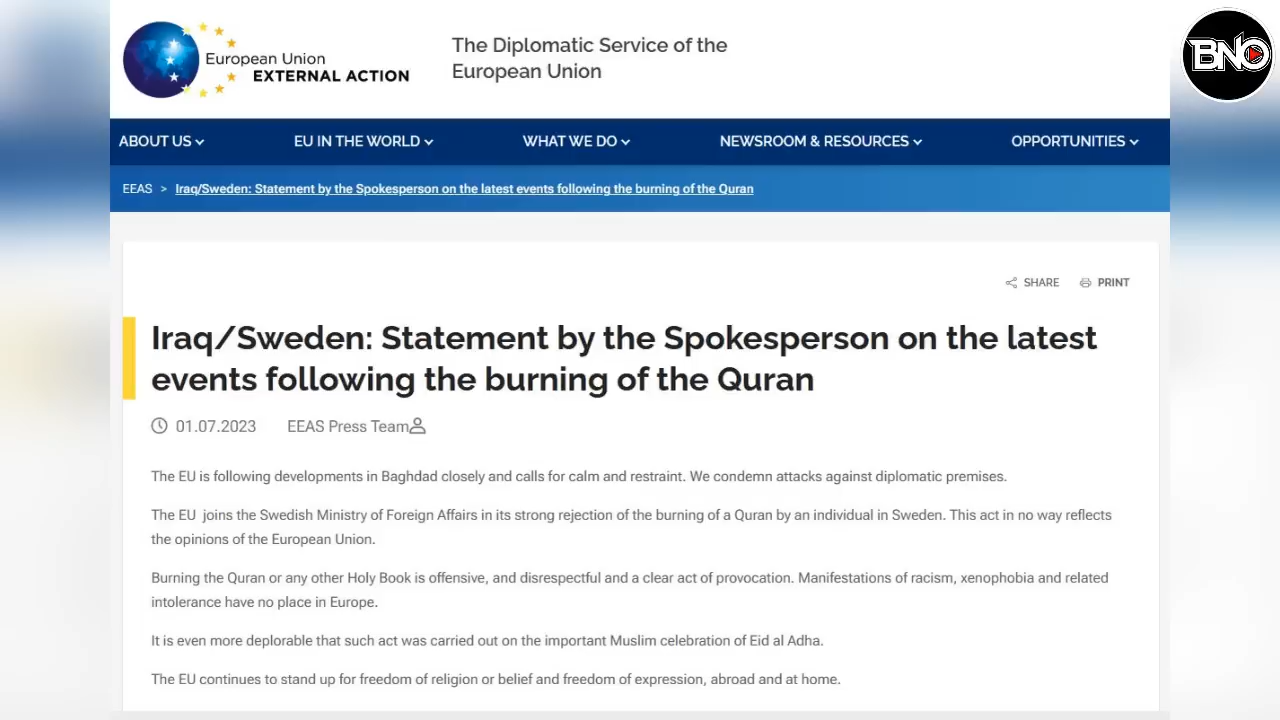 European Union
EXTERNAL ACTION
The Diplomatic Service of the
European Union
BNO
ABOUT US
EU IN THE WORLD
WHAT WE DO
NEWSROOM & RESOURCES
OPPORTUNITIES
EEAS > Iraq/Sweden: Statement by the Spokesperson on the latest events following the burning of the Quran
SHARE
PRINT
Iraq/Sweden: Statement by the Spokesperson on the latest
events following the burning of the Quran
01.07.2023 EEAS Press Team
The EU is following developments in Baghdad closely and calls for calm and restraint. We condemn attacks against diplomatic premises.
The EU  joins the Swedish Ministry of Foreign Affairs in its strong rejection of the burning of a Quran by an individual in Sweden. This act in no way reflects
the opinions of the European Union.
Burning the Quran or any other Holy Book is offensive, and disrespectful and a clear act of provocation. Manifestations of racism, xenophobia and related
intolerance have no place in Europe.
It is even more deplorable that such act was carried out on the important Muslim celebration of Eid al Adha.
The EU continues to stand up for freedom of religion or belief and freedom of expression, abroad and at home.